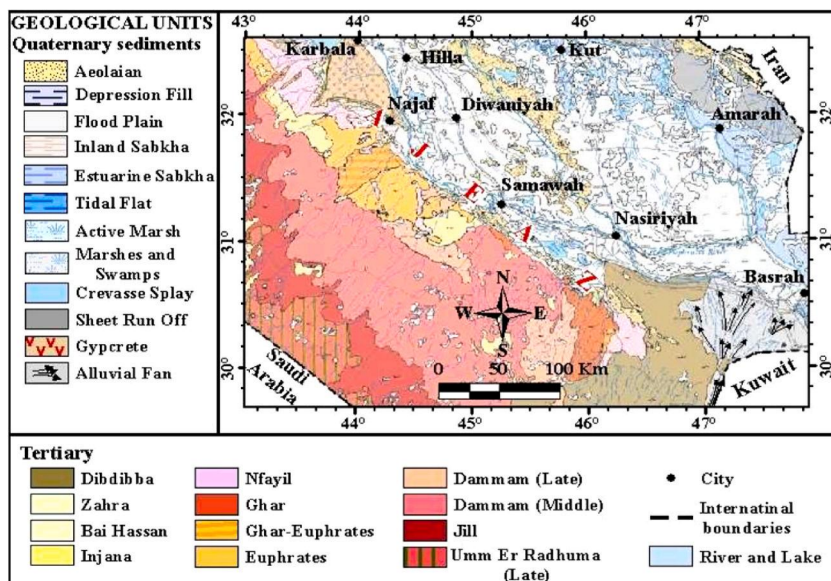 GEOLOGICAL UNITS
Quaternary sediments
Aeolaian
Depression Fill
Flood Plain
Inland Sabkha
Estuarine Sabkha
Tidal Flat
Active Marsh
Marshes and
Swamps
Crevasse Splay
Sheet Run Off
Gypcrete
Alluvial Fan
43° 44° 45° 46° 47°
32°
31°
30°
Karbala
Hilla
Kut
Iran
Najaf
Diwaniyah
Amarah
Samawah
Nasiriyah
Basrah
N
W E
S
0 50 100 Km
Saudi
Arabia
Kuwait
32°
31°
30°
44° 45° 46° 47°
Tertiary
Dibdibba
Zahra
Bai Hassan
Injana
Nfayil
Ghar
Ghar-Euphrates
Euphrates
Dammam (Late)
Dammam (Middle)
Jill
Umm Er Radhuma
(Late)
City
Internatinal
boundaries
River and Lake